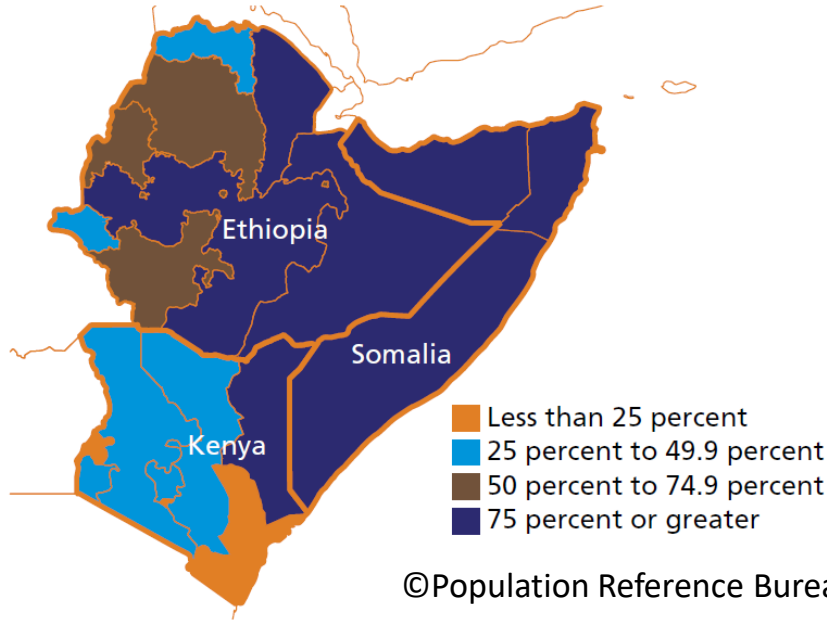 Ethiopia
Somalia
Kenya
Less than 25 percent
25 percent to 49.9 percent
50 percent to 74.9 percent
75 percent or greater
©Population Reference Burea